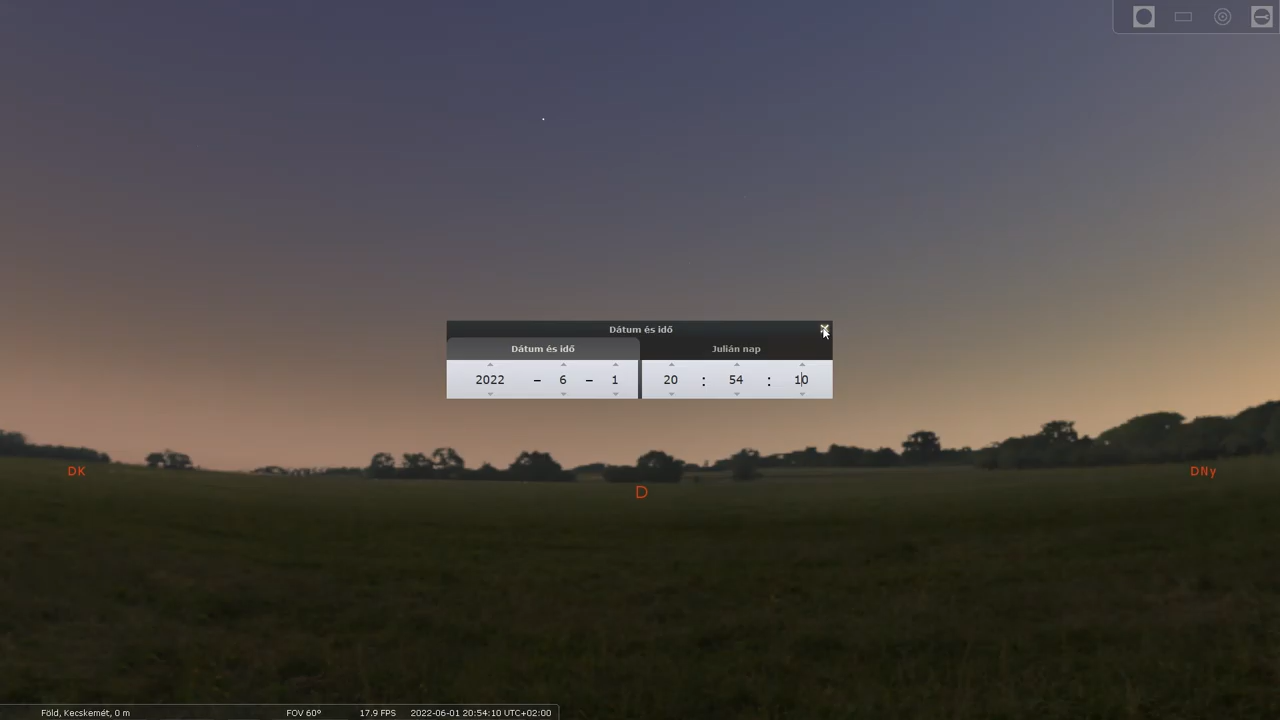 Dátum és idő
Dátum és idő
Julián nap
2022 – 6 – 1
20 : 54 : 10
DK
D
DNy
Föld, Kecskemét, 0 m
FOV 60°
17.9 FPS
2022-06-01 20:54:10 UTC+02:00